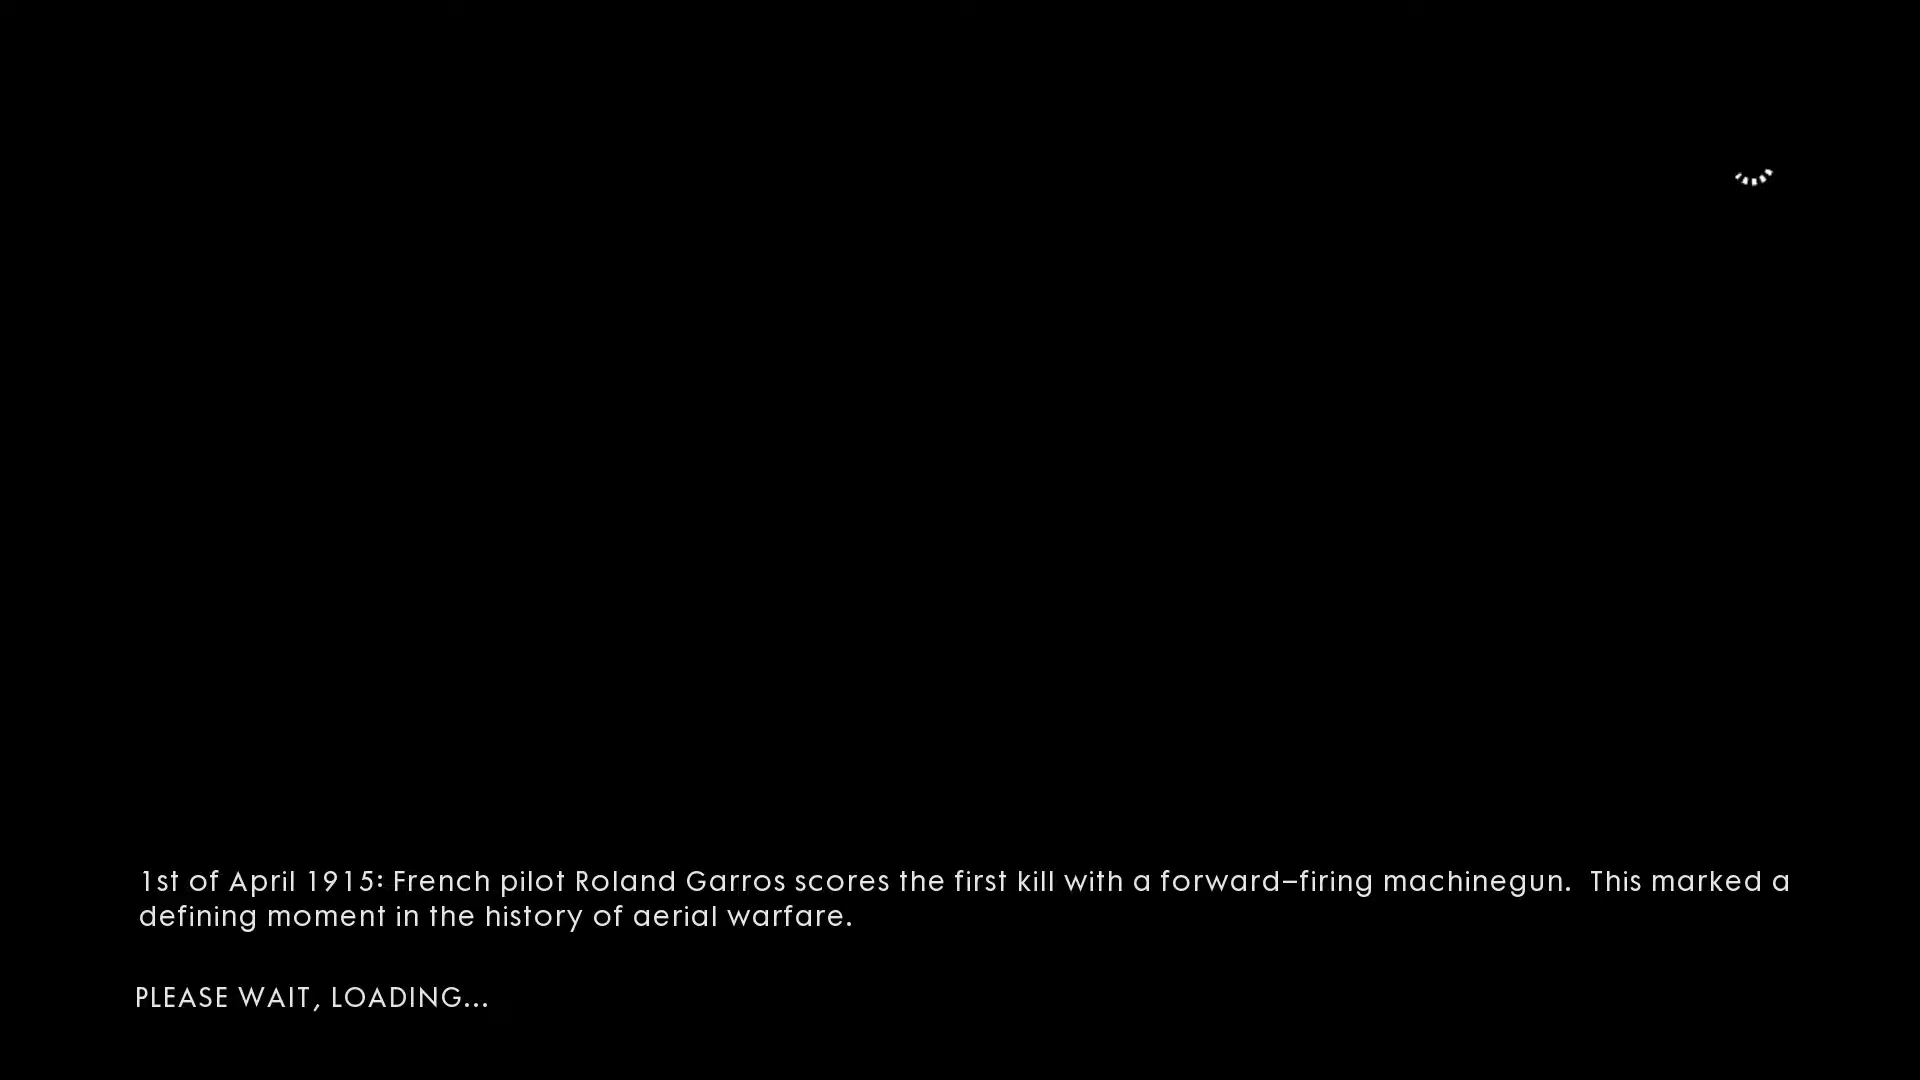 1st of April 1915: French pilot Roland Garros scores the first kill with a forward-firing machinegun.  This marked a
defining moment in the history of aerial warfare.
PLEASE WAIT, LOADING...